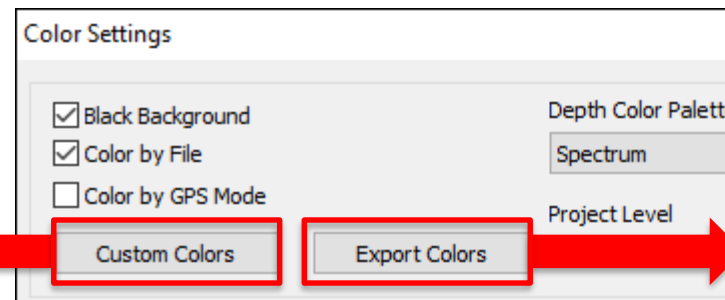 Color Settings
Black Background
Color by File
Color by GPS Mode
Custom Colors
Export Colors
Depth Color Palett
Spectrum
Project Level